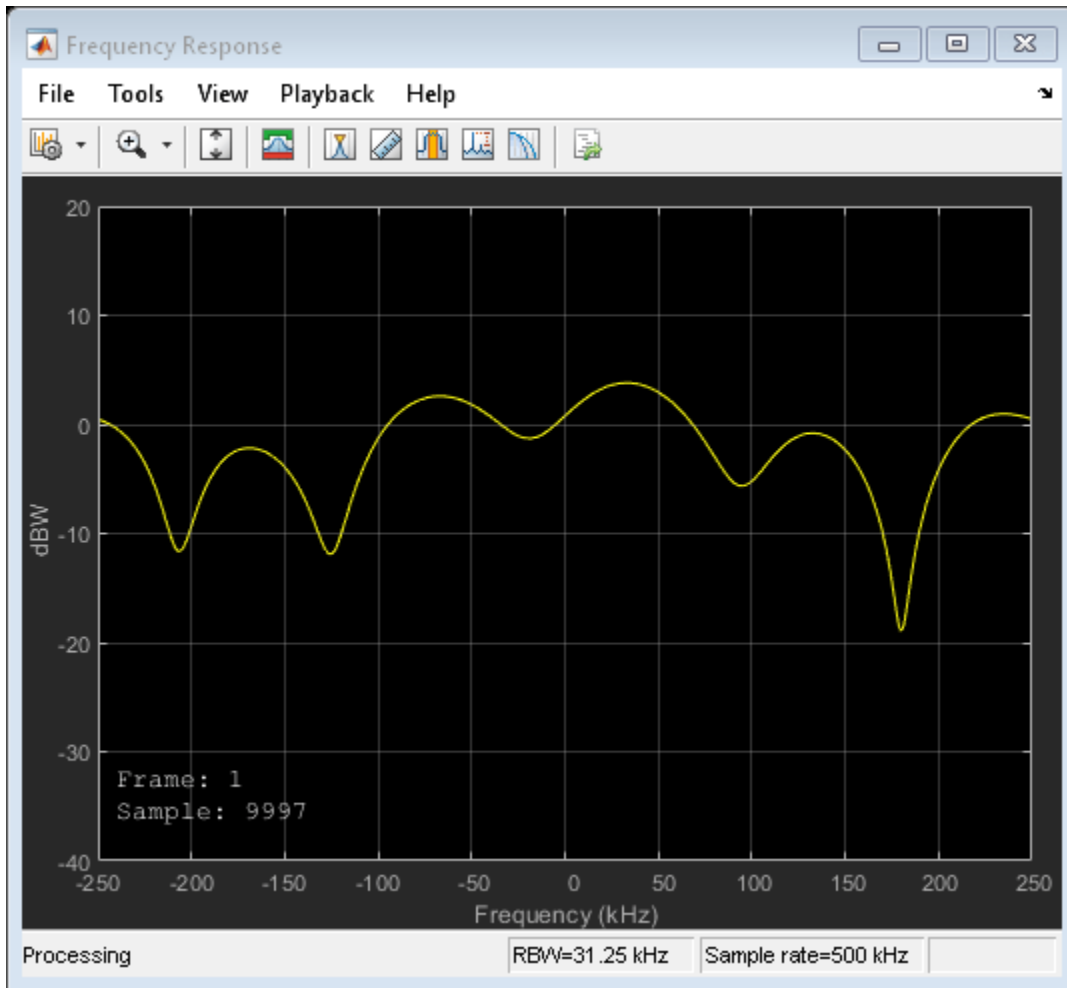 Frequency Response
File Tools View Playback Help
20
10
0
-10
-20
-30
-40
dBW
Frame: 1
Sample: 9997
-250 -200 -150 -100 -50 0 50 100 150 200 250
Frequency (kHz)
Processing RBW=31.25 kHz Sample rate=500 kHz